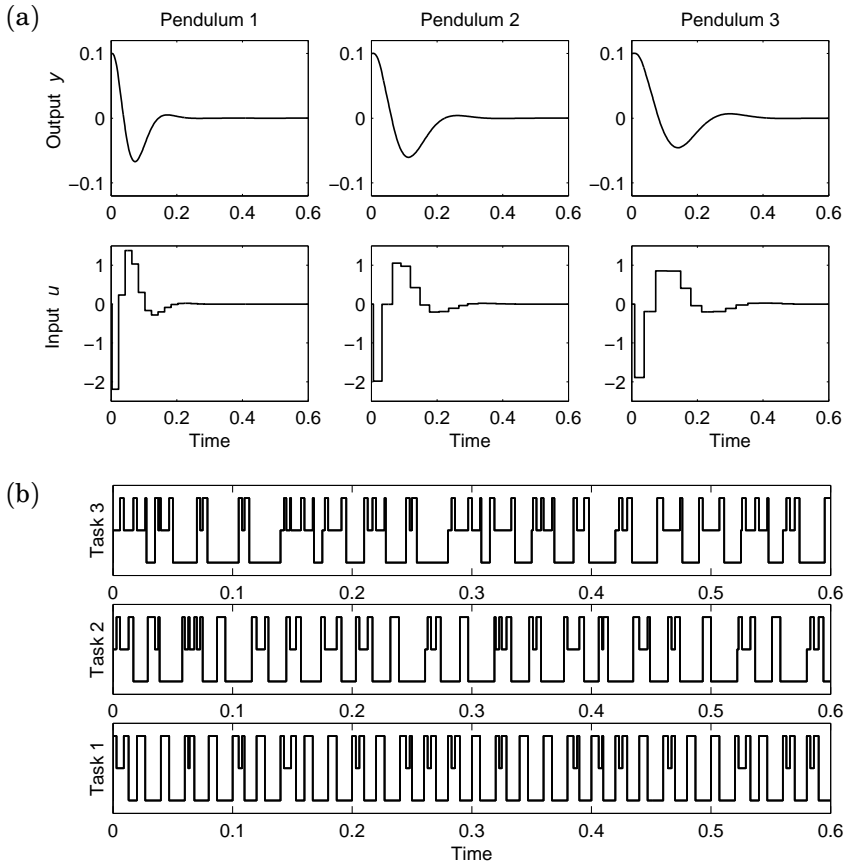 (a)
Pendulum 1 Pendulum 2 Pendulum 3
Output y
0.1 0 −0.1
0 0.2 0.4 0.6
0.1 0 −0.1
0 0.2 0.4 0.6
0.1 0 −0.1
0 0.2 0.4 0.6
Input u
1 0 −1 −2
0 0.2 0.4 0.6
Time
1 0 −1 −2
0 0.2 0.4 0.6
Time
1 0 −1 −2
0 0.2 0.4 0.6
Time
(b)
Task 3
0 0.1 0.2 0.3 0.4 0.5 0.6
Task 2
0 0.1 0.2 0.3 0.4 0.5 0.6
Task 1
0 0.1 0.2 0.3 0.4 0.5 0.6
Time